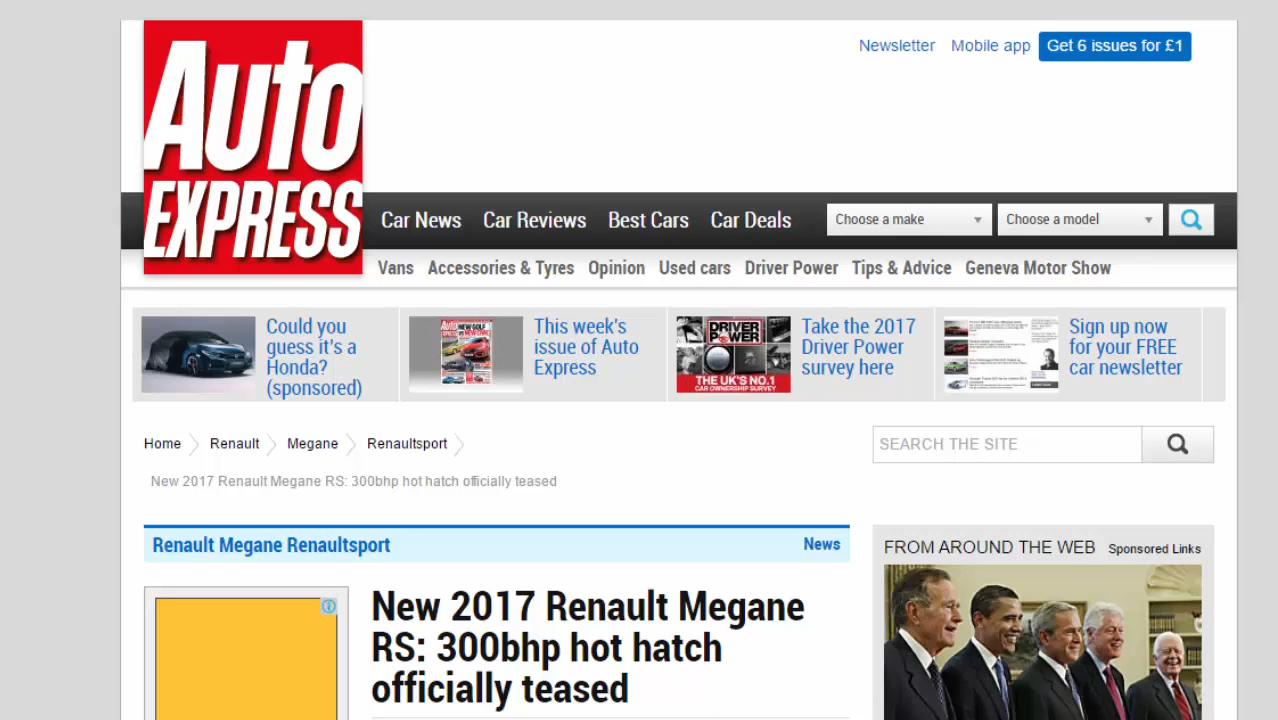 Auto
EXPRESS
Newsletter Mobile app Get 6 issues for £1
Car News Car Reviews Best Cars Car Deals Choose a make Choose a model
Vans Accessories & Tyres Opinion Used cars Driver Power Tips & Advice Geneva Motor Show
Could you
guess it's a
Honda?
(sponsored)
This week's
issue of Auto
Express
DRIVER
POWER
THE UK'S NO.1
CAR OWNERSHIP SURVEY
Take the 2017
Driver Power
survey here
Sign up now
for your FREE
car newsletter
Home Renault Megane Renaultsport
SEARCH THE SITE
New 2017 Renault Megane RS: 300bhp hot hatch officially teased
Renault Megane Renaultsport News
FROM AROUND THE WEB Sponsored Links
New 2017 Renault Megane
RS: 300bhp hot hatch
officially teased